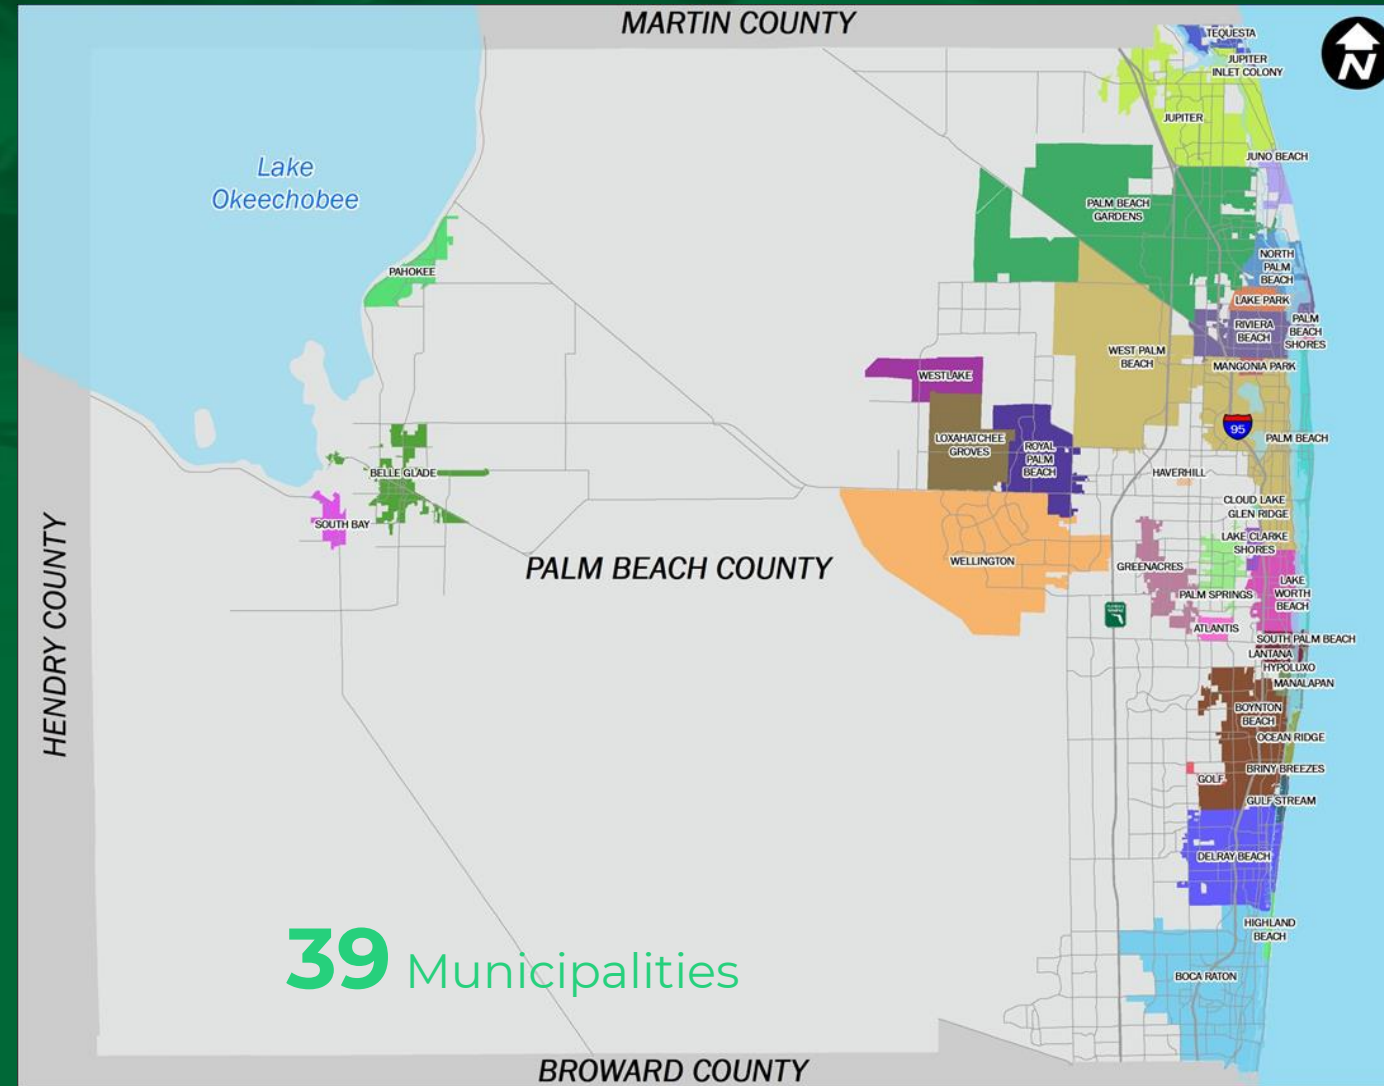 MARTIN COUNTY
N
TEQUESTA
JUPITER
INLET COLONY
JUPITER
JUNO BEACH
Lake
Okeechobee
PALM BEACH
GARDENS
PAHOKEE
NORTH
PALM
BEACH
LAKE PARK
PALM
BEACH
SHORES
RIVIERA
BEACH
WEST PALM
BEACH
MANGONIA PARK
WESTLAKE
95
PALM BEACH
LOXAHATCHEE
GROVES
ROYAL
PALM
BEACH
HAVERHILL
BELLE GLADE
CLOUD LAKE
GLEN RIDGE
SOUTH BAY
LAKE CLARKE
SHORES
WELLINGTON
GREENACRES
PALM BEACH COUNTY
HENDRY COUNTY
PALM SPRINGS
LAKE
WORTH
BEACH
ATLANTIS
SOUTH PALM BEACH
LANTANA
HYPOLUXO
MANALAPAN
BOYNTON
BEACH
OCEAN RIDGE
BRINY BREEZES
GOLF
GULF STREAM
DELRAY BEACH
HIGHLAND
BEACH
39 Municipalities
BOCA RATON
BROWARD COUNTY